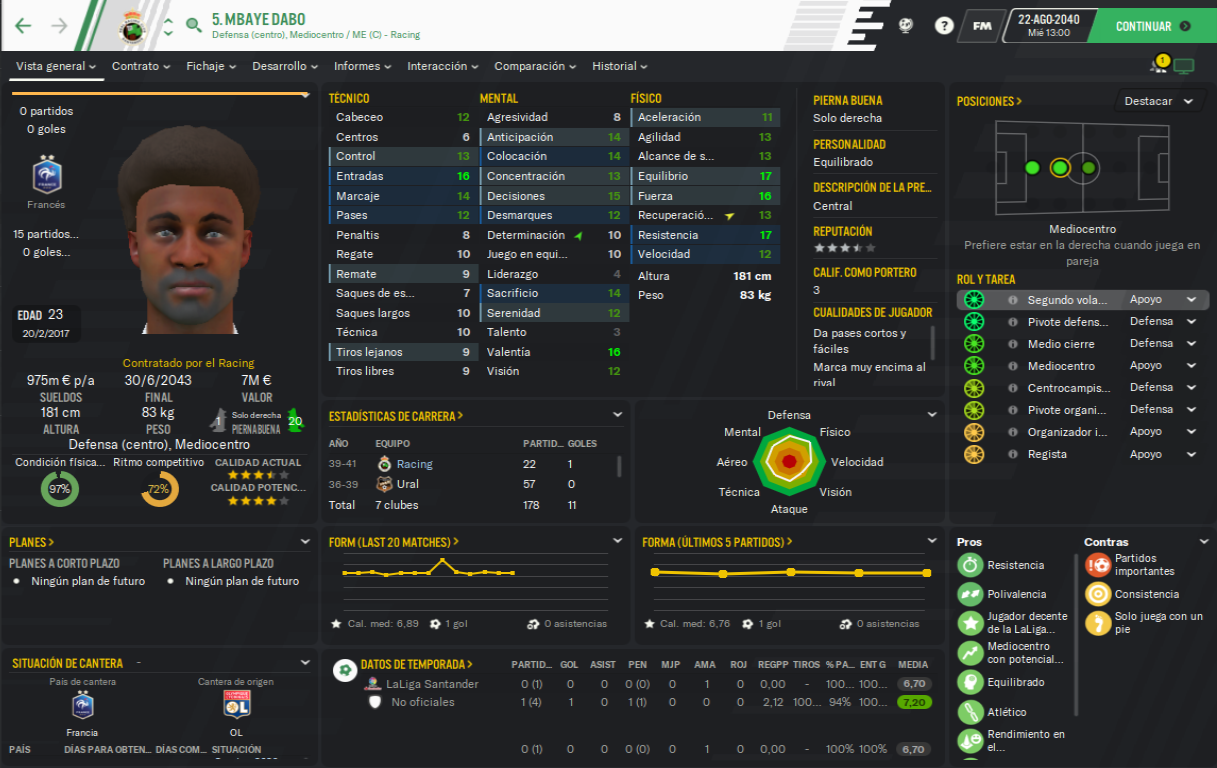 5. MBAYE DABO
Defensa (centro), Mediocentro / ME (C) - Racing
FM
22-AGO-2040
Mié 13:00
CONTINUAR
Vista general
Contrato
Fichaje
Desarrollo
Informes
Interacción
Comparación
Historial
1
0 partidos
0 goles
Francés
15 partidos...
0 goles...
EDAD 23
20/2/2017
Contratado por el Racing
975m € p/a 30/6/2043 7M €
SUELDOS FINAL VALOR
181 cm 83 kg 1 Solo derecha 20
ALTURA PESO PIERNA BUENA
Defensa (centro), Mediocentro
Condición física... Ritmo competitivo CALIDAD ACTUAL
97% 72%
CALIDAD POTENC...
TÉCNICO
Cabeceo 12
Centros 6
Control 13
Entradas 16
Marcaje 14
Pases 12
Penaltis 8
Regate 10
Remate 9
Saques de es... 7
Saques largos 10
Técnica 10
Tiros lejanos 9
Tiros libres 9
MENTAL
Agresividad 8
Anticipación 14
Colocación 14
Concentración 13
Decisiones 15
Desmarques 12
Determinación 10
Juego en equi... 10
Liderazgo 4
Sacrificio 14
Serenidad 12
Talento 3
Valentía 16
Visión 12
FÍSICO
Aceleración 11
Agilidad 13
Alcance de s... 13
Equilibrio 17
Fuerza 16
Recuperació... 13
Resistencia 17
Velocidad 12
Altura 181 cm
Peso 83 kg
PIERNA BUENA
Solo derecha
PERSONALIDAD
Equilibrado
DESCRIPCIÓN DE LA PRE...
Central
REPUTACIÓN
CALIF. COMO PORTERO
3
CUALIDADES DE JUGADOR
Da pases cortos y
fáciles
Marca muy encima al
rival
POSICIONES >
Destacar
Mediocentro
Prefiere estar en la derecha cuando juega en
pareja
ROL Y TAREA
Segundo vola... Apoyo
Pivote defens... Defensa
Medio cierre Defensa
Mediocentro Apoyo
Centrocampis... Defensa
Pivote organi... Defensa
Organizador i... Apoyo
Regista Apoyo
ESTADÍSTICAS DE CARRERA >
AÑO EQUIPO PARTID... GOLES
39-41 Racing 22 1
36-39 Ural 57 0
Total 7 clubes 178 11
Defensa
Mental Físico
Aéreo Velocidad
Técnica Visión
Ataque
PLANES >
PLANES A CORTO PLAZO PLANES A LARGO PLAZO
Ningún plan de futuro Ningún plan de futuro
FORM (LAST 20 MATCHES) >
Cal. med: 6,89 1 gol 0 asistencias
FORMA (ÚLTIMOS 5 PARTIDOS) >
Cal. med: 6,76 1 gol 0 asistencias
Pros
Resistencia
Polivalencia
Jugador decente
de la LaLiga...
Mediocentro
con potencial...
Equilibrado
Atlético
Rendimiento en
el...
Contras
Partidos
importantes
Consistencia
Solo juega con un
pie
SITUACIÓN DE CANTERA -
País de cantera Cantera de origen
Francia OL
PAÍS DÍAS PARA OBTEN... DÍAS COM... SITUACIÓN
DATOS DE TEMPORADA > PARTID... GOL ASIST PEN MJP AMA ROJ REGPP TIROS % PA... ENT G MEDIA
LaLiga Santander 0 (1) 0 0 0 (0) 0 1 0 0,00 - 100... 100... 6,70
No oficiales 1 (4) 1 0 1 (1) 0 0 0 2,12 100... 94% 100... 7,20
0 (1) 0 0 0 (0) 0 1 0 0,00 - 100% 100% 6,70